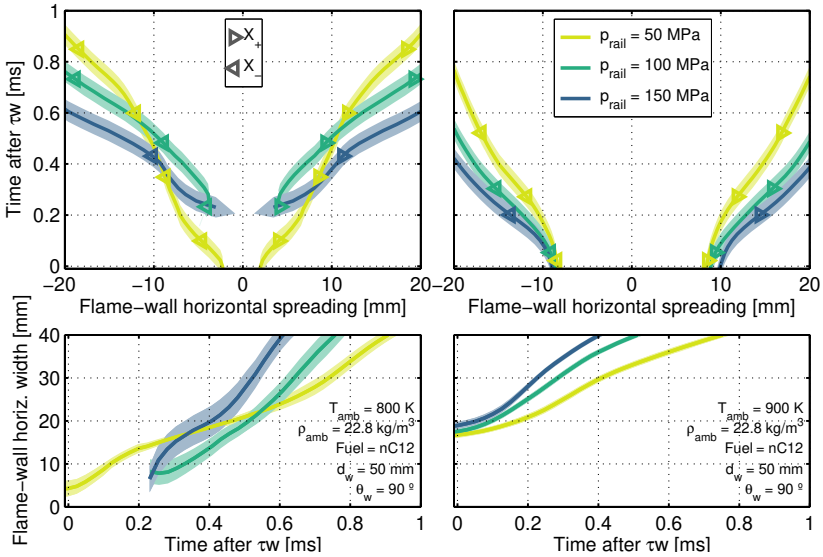 1
0.8
0.6
0.4
0.2
0
Time after τw [ms]
X₊
X₋
−20 −10 0 10 20
Flame−wall horizontal spreading [mm]
p_rail = 50 MPa
p_rail = 100 MPa
p_rail = 150 MPa
−20 −10 0 10 20
Flame−wall horizontal spreading [mm]
40
30
20
10
0
Flame−wall horiz. width [mm]
T_amb = 800 K
ρ_amb = 22.8 kg/m³
Fuel = nC12
d_w = 50 mm
θ_w = 90 º
0 0.2 0.4 0.6 0.8 1
Time after τw [ms]
T_amb = 900 K
ρ_amb = 22.8 kg/m³
Fuel = nC12
d_w = 50 mm
θ_w = 90 º
0 0.2 0.4 0.6 0.8 1
Time after τw [ms]